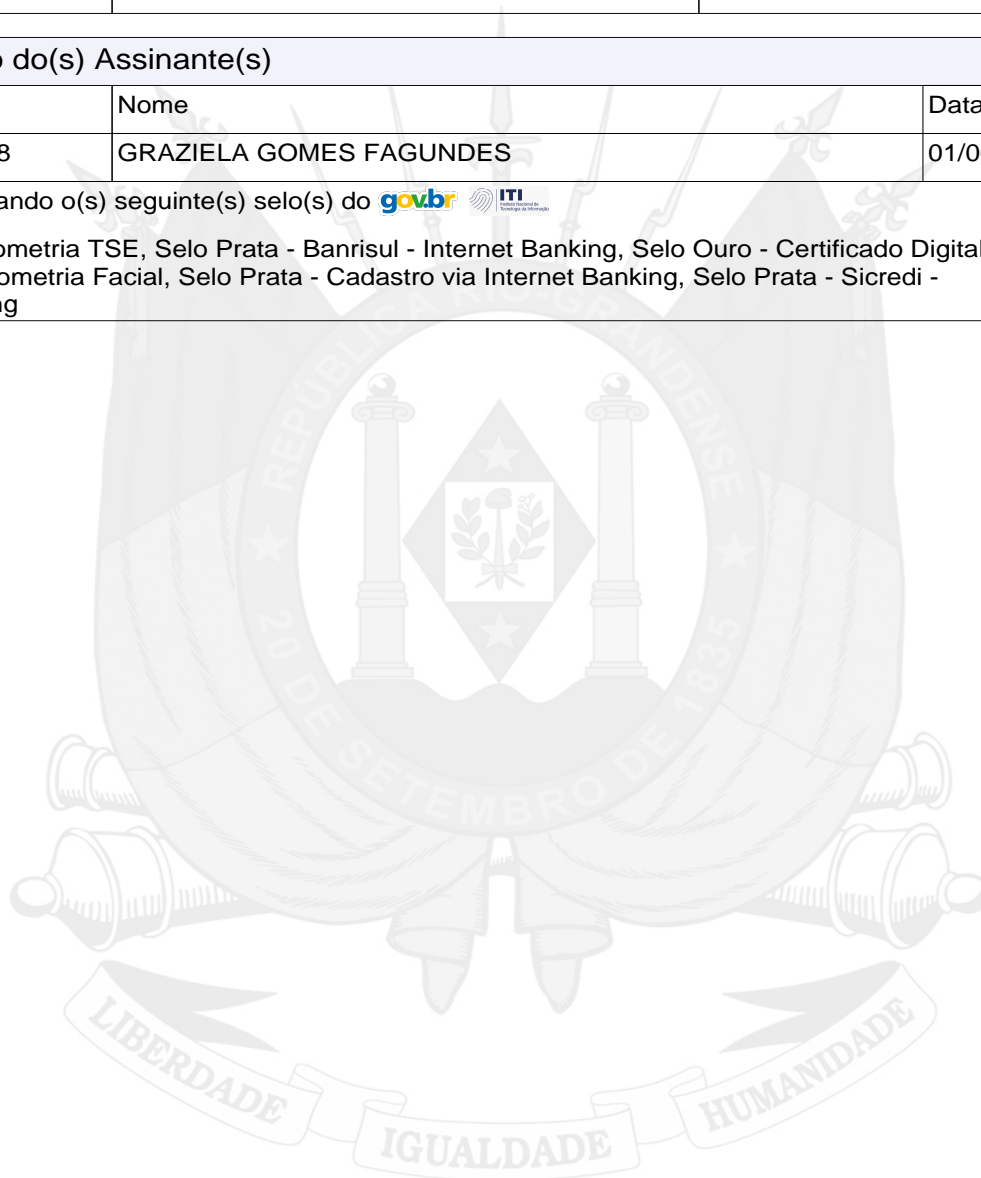 o do(s) Assinante(s)
Nome Data
8 GRAZIELA GOMES FAGUNDES 01/0
ando o(s) seguinte(s) selo(s) do gov.br ITI
ometria TSE, Selo Prata - Banrisul - Internet Banking, Selo Ouro - Certificado Digital
ometria Facial, Selo Prata - Cadastro via Internet Banking, Selo Prata - Sicredi -
g
REPÚBLICA RIO-GRANDENSE
20 DE SETEMBRO DE 1835
LIBERDADE
IGUALDADE
HUMANIDADE